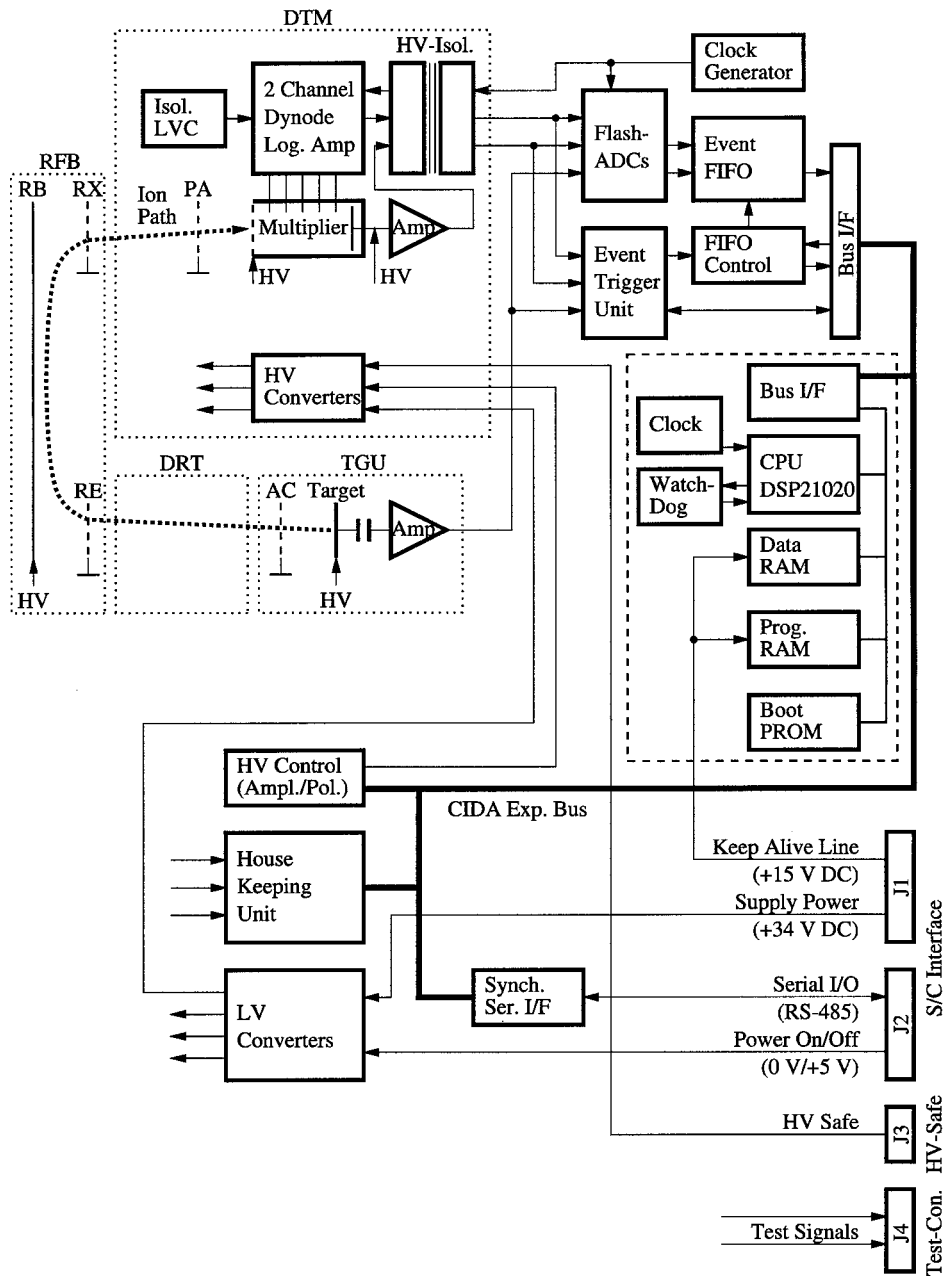 DTM
HV-Isol.
Clock
Generator
Isol.
LVC
2 Channel
Dynode
Log. Amp
Flash-
ADCs
Event
FIFO
RFB
RB
RX
Ion
Path
PA
Multiplier
Amp
HV
HV
Event
Trigger
Unit
FIFO
Control
Bus I/F
HV
Converters
Bus I/F
Clock
CPU
DSP21020
Watch-
Dog
DRT
TGU
RE
AC
Target
Amp
HV
HV
Data
RAM
Prog.
RAM
Boot
PROM
HV Control
(Ampl./Pol.)
CIDA Exp. Bus
House
Keeping
Unit
Keep Alive Line
(+15 V DC)
Supply Power
(+34 V DC)
J1
S/C Interface
LV
Converters
Synch.
Ser. I/F
Serial I/O
(RS-485)
Power On/Off
(0 V/+5 V)
J2
HV Safe
J3
HV-Safe
Test Signals
J4
Test-Con.